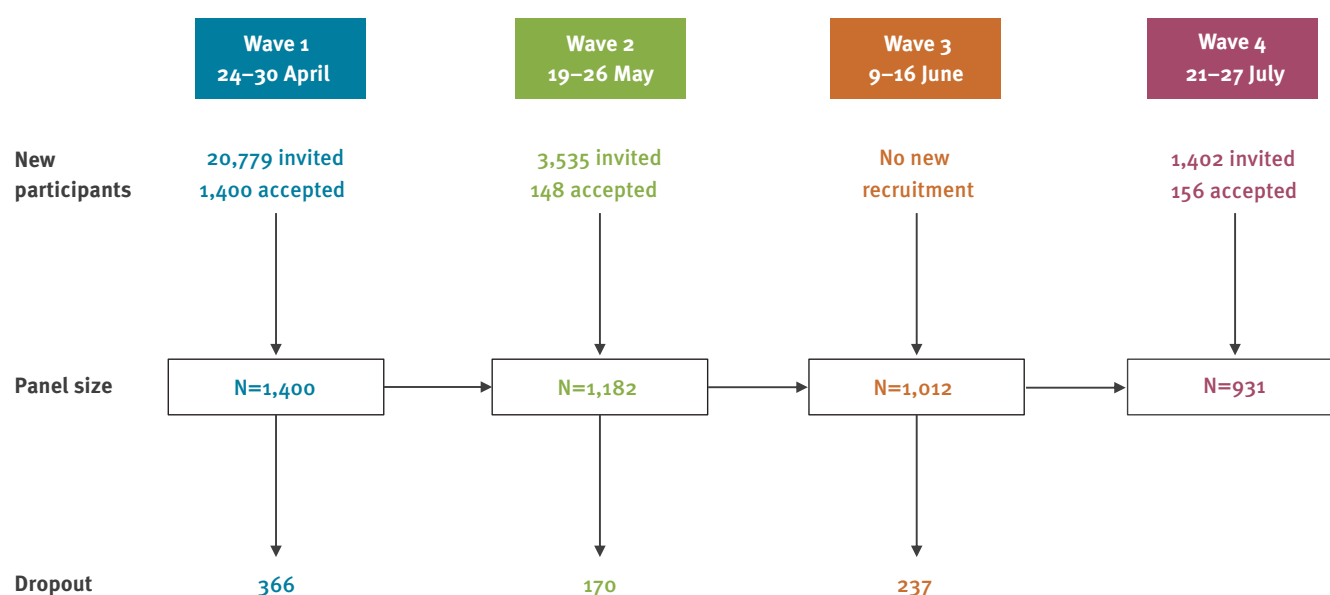 Wave 1
24–30 April
Wave 2
19–26 May
Wave 3
9–16 June
Wave 4
21–27 July
New
participants
20,779 invited
1,400 accepted
3,535 invited
148 accepted
No new
recruitment
1,402 invited
156 accepted
Panel size
N=1,400
N=1,182
N=1,012
N=931
Dropout
366
170
237